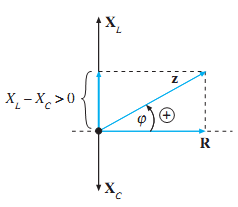 X_L
z
X_L – X_C > 0
φ
+
R
X_C